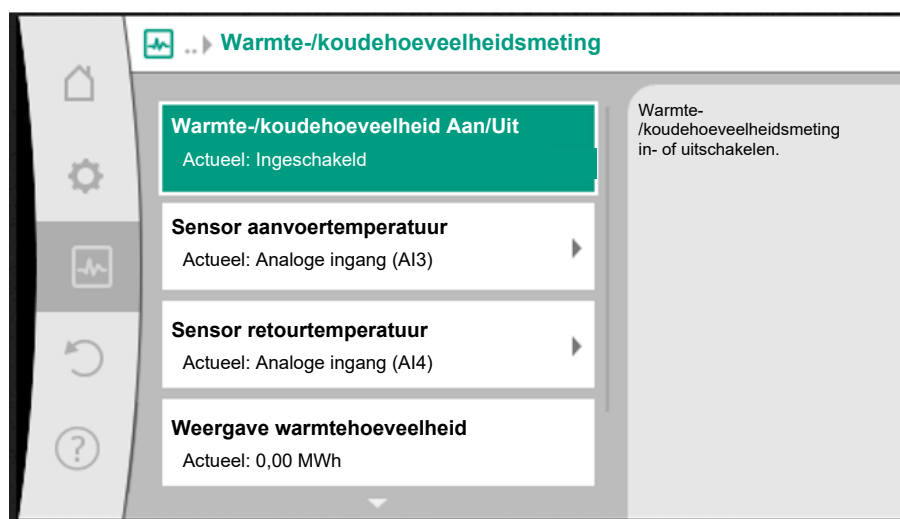 .. Warmte-/koudehoeveelheidsmeting
Warmte-/koudehoeveelheid Aan/Uit
Actueel: Ingeschakeld
Sensor aanvoertemperatuur
Actueel: Analoge ingang (AI3)
Sensor retourtemperatuur
Actueel: Analoge ingang (AI4)
Weergave warmtehoeveelheid
Actueel: 0,00 MWh
Warmte-
/koudehoeveelheidsmeting
in- of uitschakelen.
?